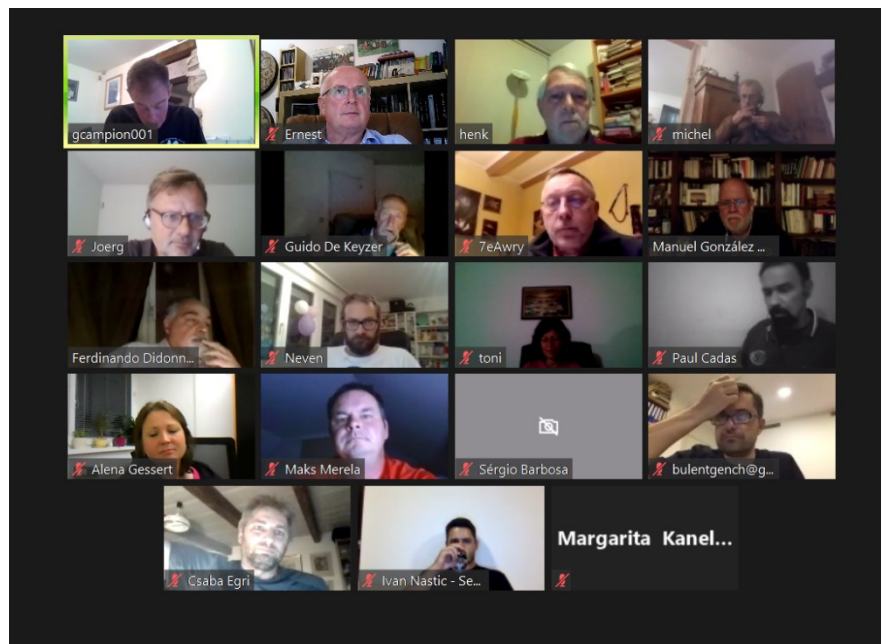 gcampion001
Ernest
henk
michel
Joerg
Guido De Keyzer
7eAwry
Manuel González ...
Ferdinando Didonn...
Neven
toni
Paul Cadas
Alena Gessert
Maks Merela
Sérgio Barbosa
bulentgench@g...
Csaba Egri
Ivan Nastic - Se...
Margarita Kanel...